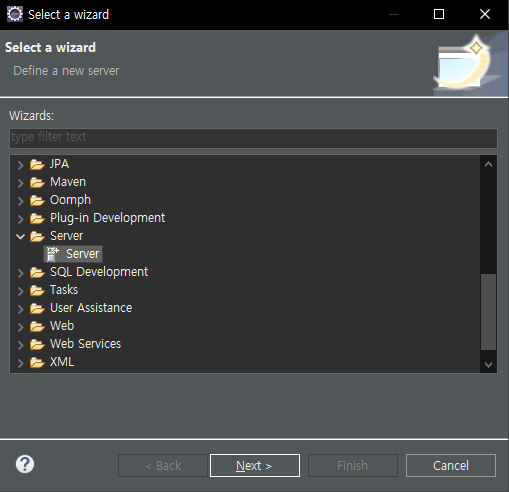 Select a wizard
Select a wizard
Define a new server
Wizards:
type filter text
JPA
Maven
Oomph
Plug-in Development
Server
Server
SQL Development
Tasks
User Assistance
Web
Web Services
XML
?
< Back
Next >
Finish
Cancel